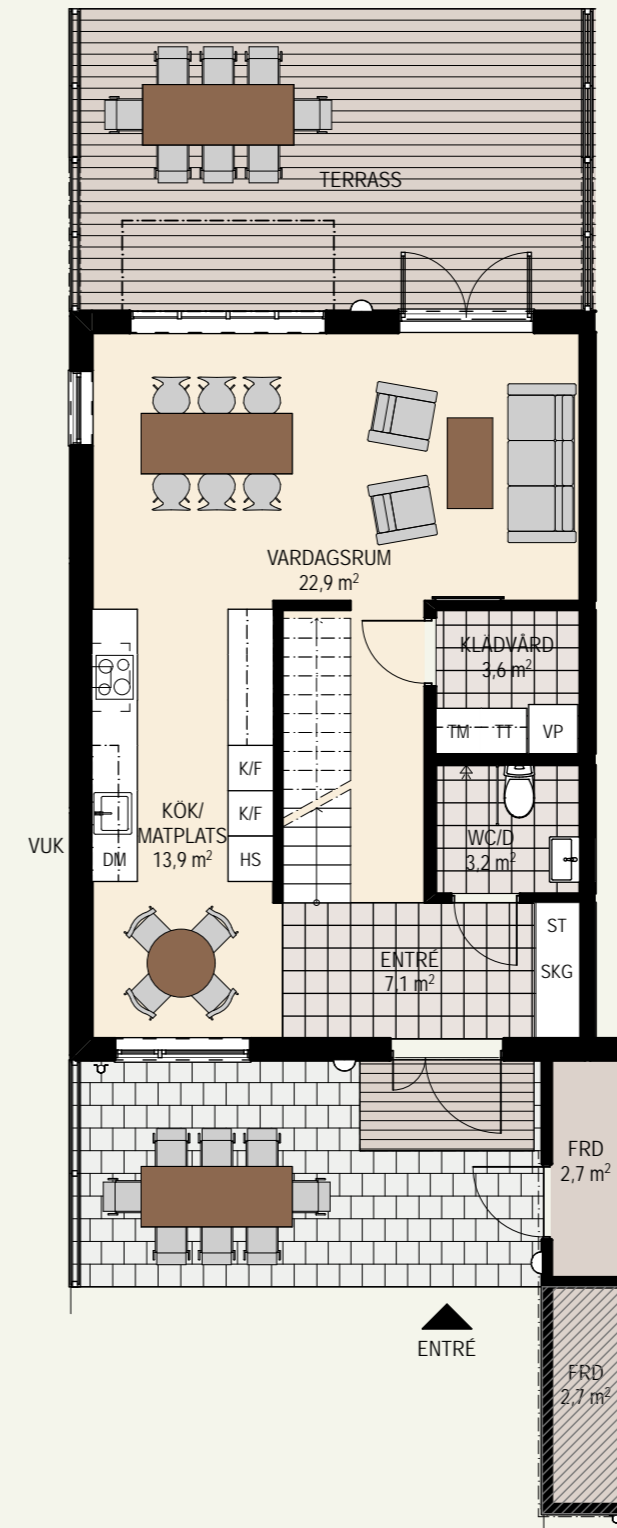 TERRASS
VARDAGSRUM
22,9 m²
KLÄDVÅRD
3,6 m²
TM TT VP
K/F
K/F
KÖK/
MATPLATS
13,9 m²
VUK
DM
HS
WC/D
3,2 m²
ENTRÉ
7,1 m²
ST
SKG
FRD
2,7 m²
ENTRÉ
FRD
2,7 m²